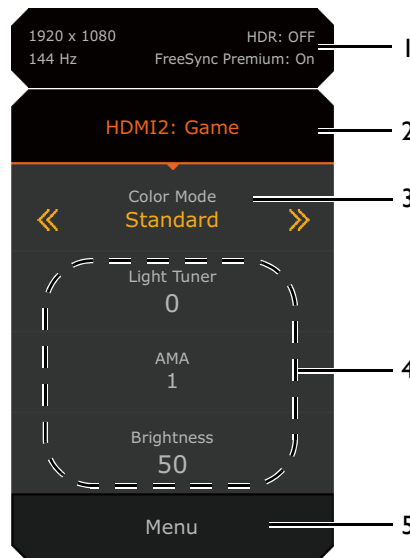 1920 x 1080 HDR: OFF
144 Hz FreeSync Premium: On
1
HDMI2: Game
2
Color Mode
3
Standard
Light Tuner
0
AMA
1
4
Brightness
50
Menu
5